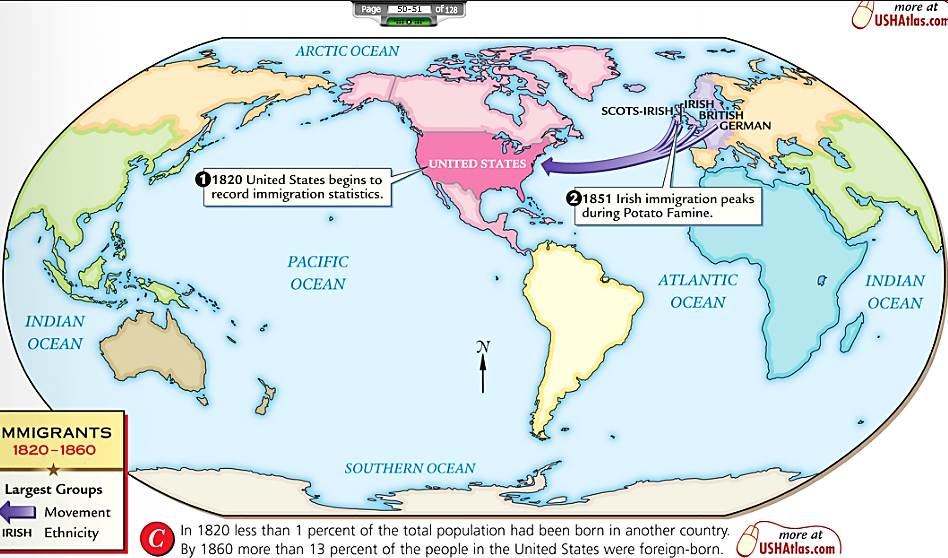 Page 50-51 of 128
more at
USHAtlas.com
ARCTIC OCEAN
SCOTS-IRISH
IRISH
BRITISH
GERMAN
UNITED STATES
1 1820 United States begins to
record immigration statistics.
2 1851 Irish immigration peaks
during Potato Famine.
PACIFIC
OCEAN
ATLANTIC
OCEAN
INDIAN
OCEAN
INDIAN
OCEAN
N
SOUTHERN OCEAN
MMIGRANTS
1820–1860
Largest Groups
Movement
IRISH Ethnicity
C In 1820 less than 1 percent of the total population had been born in another country.
By 1860 more than 13 percent of the people in the United States were foreign-born.
more at
USHAtlas.com